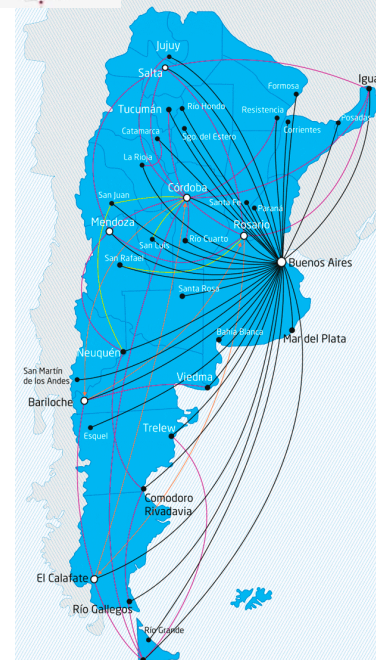 Jujuy
Salta
Formosa
Tucumán
Río Hondo
Resistencia
Posadas
Catamarca
Sgo. del Estero
Corrientes
La Rioja
Córdoba
San Juan
Santa Fe
Paraná
Mendoza
Rosario
San Luis
Río Cuarto
San Rafael
Buenos Aires
Santa Rosa
Bahía Blanca
Mar del Plata
Neuquén
San Martín
de los Andes
Viedma
Bariloche
Esquel
Trelew
Comodoro
Rivadavia
El Calafate
Río Gallegos
Río Grande